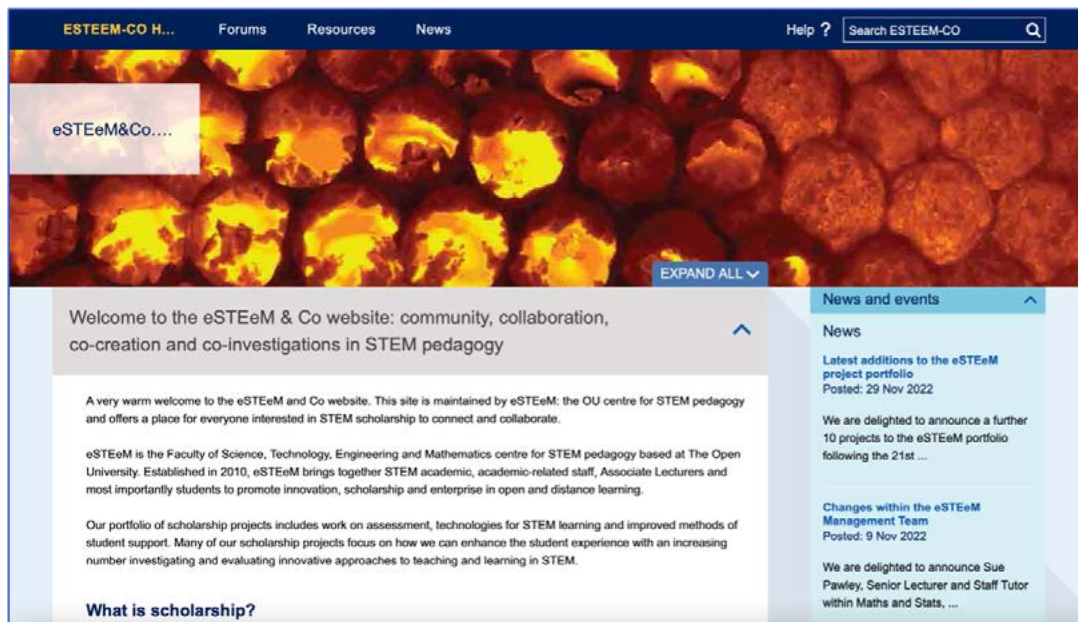 ESTEEM-CO H... Forums Resources News Help ? Search ESTEEM-CO
eSTEeM&Co....
EXPAND ALL
Welcome to the eSTEeM & Co website: community, collaboration,
co-creation and co-investigations in STEM pedagogy
A very warm welcome to the eSTEeM and Co website. This site is maintained by eSTEeM: the OU centre for STEM pedagogy
and offers a place for everyone interested in STEM scholarship to connect and collaborate.
eSTEeM is the Faculty of Science, Technology, Engineering and Mathematics centre for STEM pedagogy based at The Open
University. Established in 2010, eSTEeM brings together STEM academic, academic-related staff, Associate Lecturers and
most importantly students to promote innovation, scholarship and enterprise in open and distance learning.
Our portfolio of scholarship projects includes work on assessment, technologies for STEM learning and improved methods of
student support. Many of our scholarship projects focus on how we can enhance the student experience with an increasing
number investigating and evaluating innovative approaches to teaching and learning in STEM.
What is scholarship?
News and events
News
Latest additions to the eSTEeM
project portfolio
Posted: 29 Nov 2022
We are delighted to announce a further
10 projects to the eSTEeM portfolio
following the 21st ...
Changes within the eSTEeM
Management Team
Posted: 9 Nov 2022
We are delighted to announce Sue
Pawley, Senior Lecturer and Staff Tutor
within Maths and Stats, ...